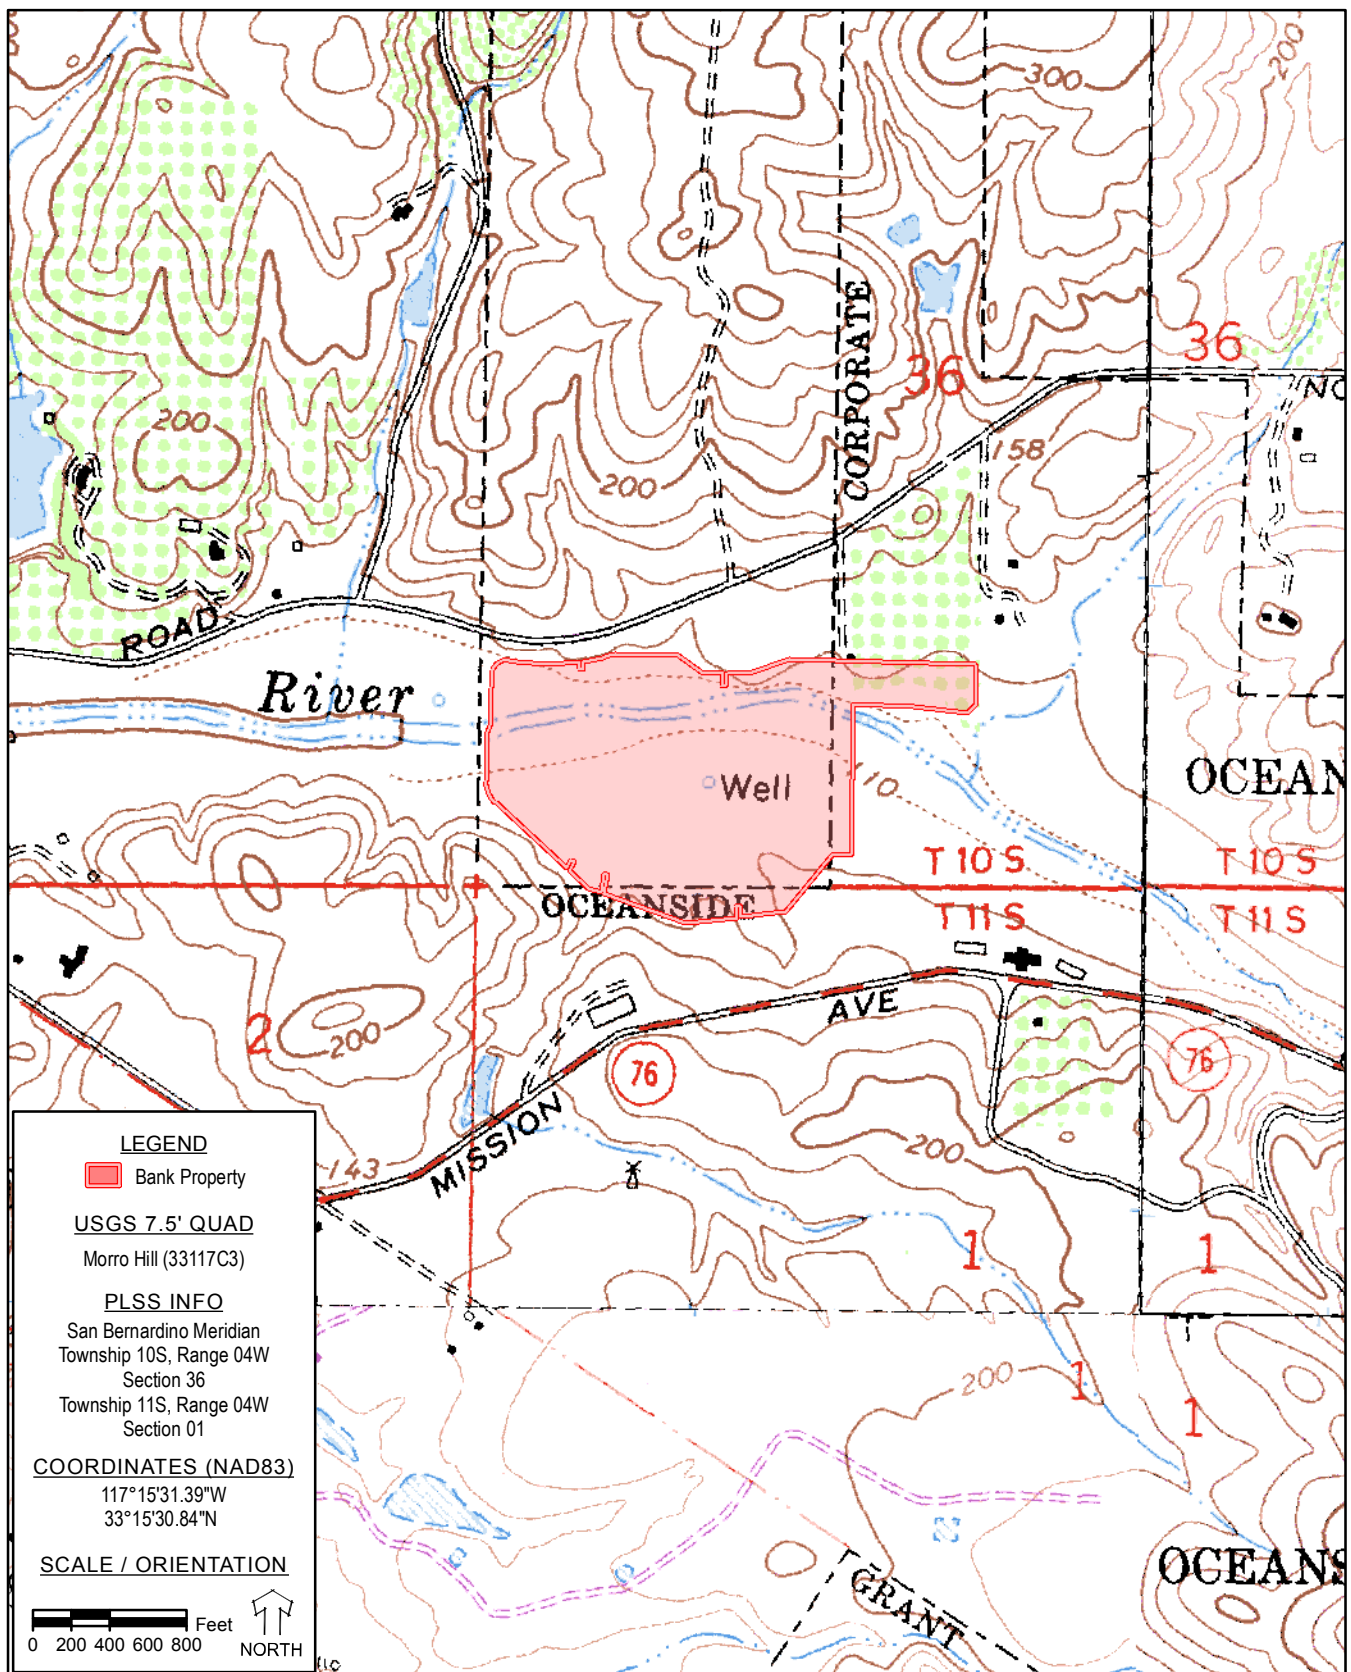 300
200
CORPORATE
36
36
NO
200
158
200
ROAD
River
OCEAN
Well
110
T 10 S
T 10 S
OCEANSIDE
T 11 S
T 11 S
2
200
AVE
76
76
MISSION
143
200
1
1
200
1
1
OCEANS
GRANT
LEGEND
Bank Property
USGS 7.5' QUAD
Morro Hill (33117C3)
PLSS INFO
San Bernardino Meridian
Township 10S, Range 04W
Section 36
Township 11S, Range 04W
Section 01
COORDINATES (NAD83)
117°15'31.39"W
33°15'30.84"N
SCALE / ORIENTATION
Feet
0 200 400 600 800
NORTH